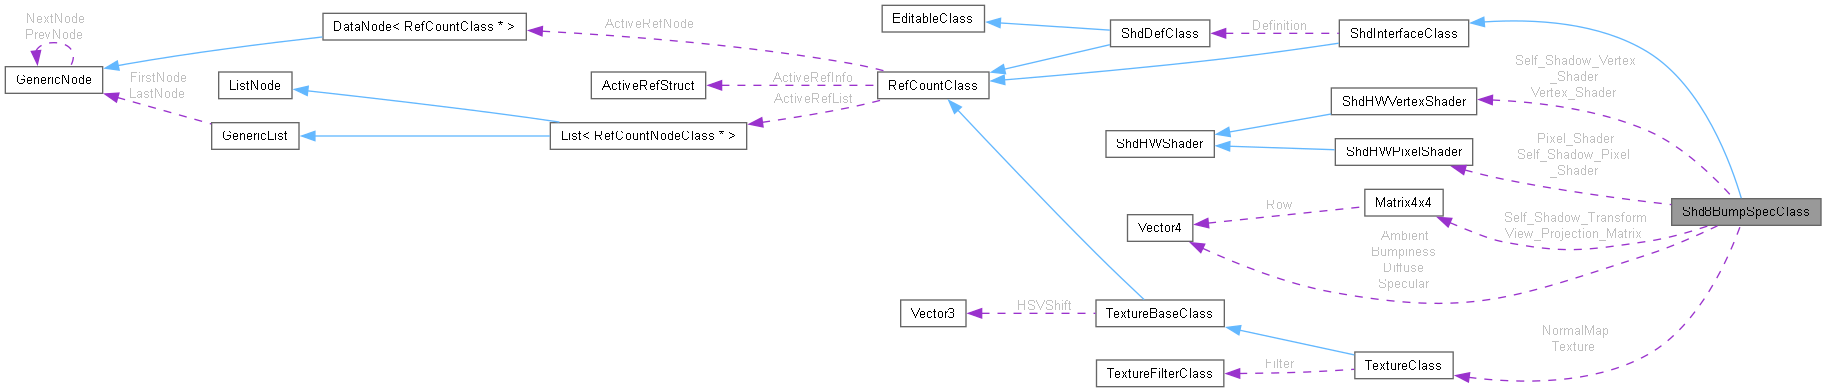 NextNode
PrevNode
GenericNode
FirstNode
LastNode
DataNode< RefCountClass * >
ListNode
GenericList
ActiveRefNode
ActiveRefStruct
ActiveRefInfo
ActiveRefList
List< RefCountNodeClass * >
EditableClass
RefCountClass
ShdDefClass
Definition
ShdInterfaceClass
Self_Shadow_Vertex
_Shader
Vertex_Shader
ShdHWVertexShader
ShdHWShader
ShdHWPixelShader
Pixel_Shader
Self_Shadow_Pixel
_Shader
Shd8BumpSpecClass
Matrix4x4
Row
Vector4
Self_Shadow_Transform
View_Projection_Matrix
Ambient
Bumpiness
Diffuse
Specular
Vector3
HSVShift
TextureBaseClass
NormalMap
Texture
TextureClass
Filter
TextureFilterClass